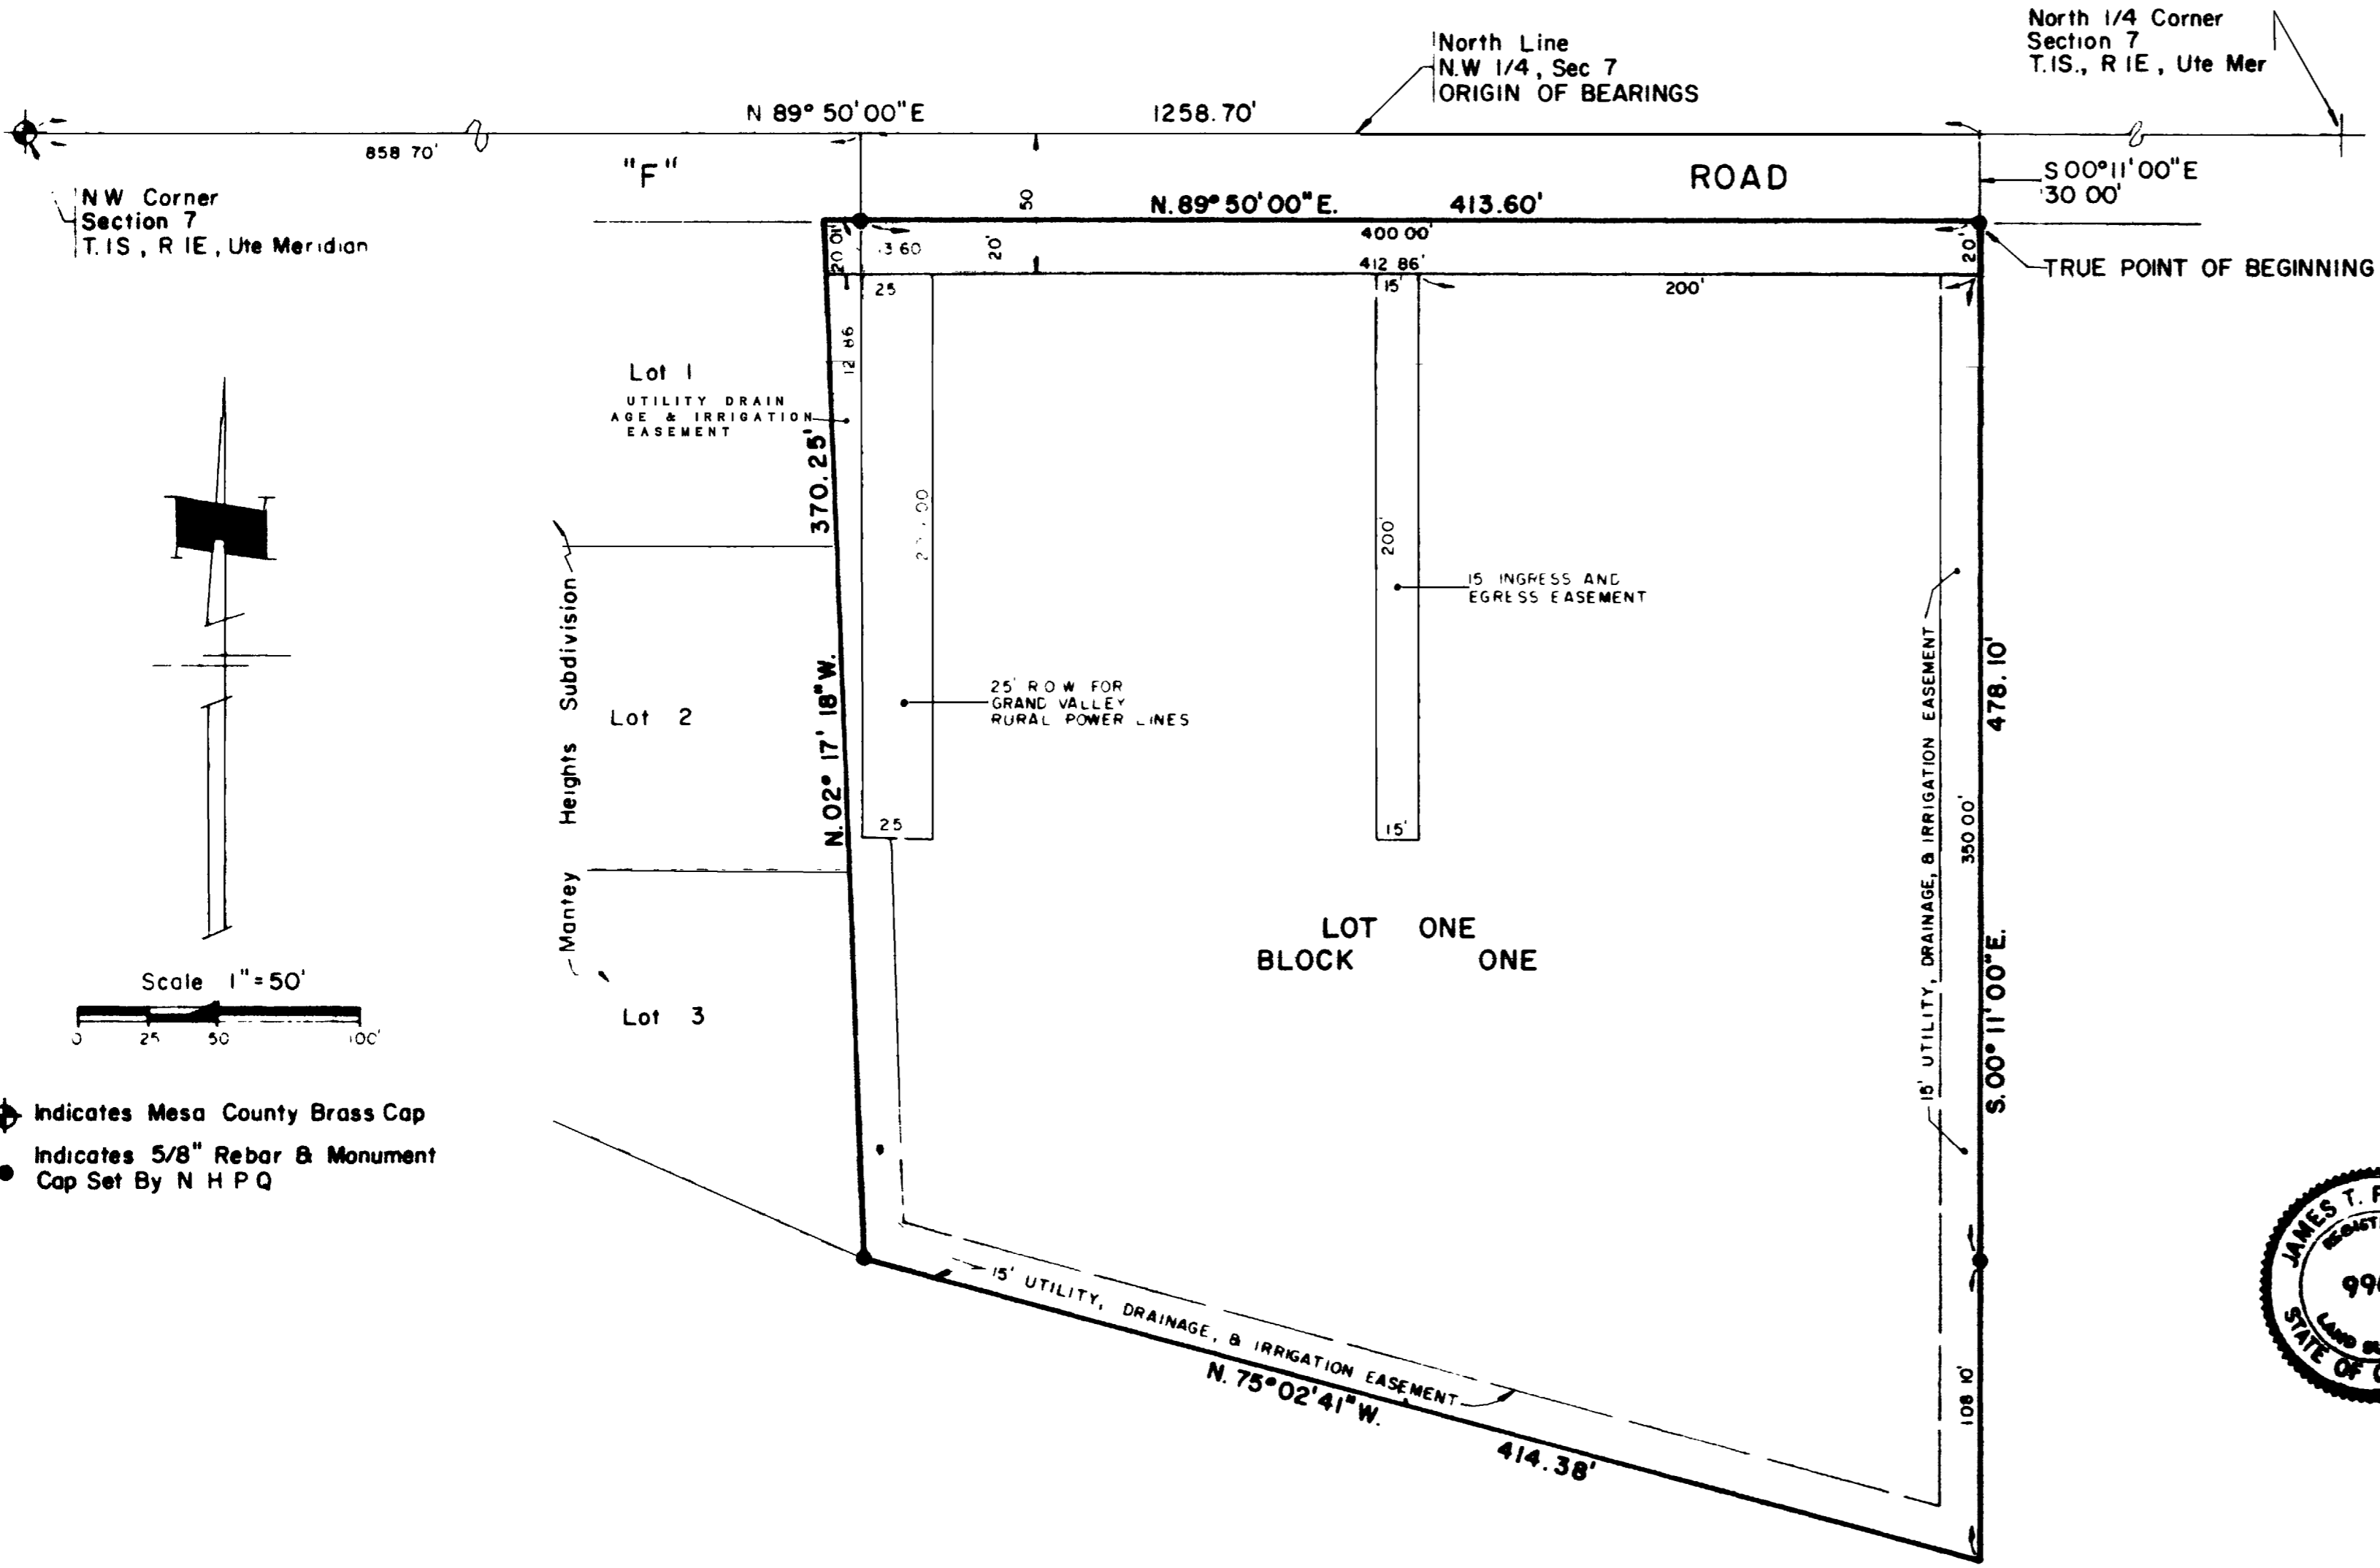 North 1/4 Corner
Section 7
T.1S., R 1E, Ute Mer
North Line
N.W 1/4, Sec 7
ORIGIN OF BEARINGS
N 89° 50' 00" E
1258.70'
858 70'
"F"
ROAD
S 00° 11' 00" E
30 00'
N W Corner
Section 7
T. 1S, R 1E, Ute Meridian
50
N. 89° 50' 00" E.
413.60'
400 00'
20 01'
13 60
20'
412 86'
20'
TRUE POINT OF BEGINNING
25
15'
200'
12 86
Lot 1
UTILITY DRAIN
AGE & IRRIGATION
EASEMENT
370.25'
200'
15 INGRESS AND
EGRESS EASEMENT
Mantey Heights Subdivision
Lot 2
N. 02° 17' 18" W.
25' R O W FOR
GRAND VALLEY
RURAL POWER LINES
15' UTILITY, DRAINAGE, & IRRIGATION EASEMENT
478.10'
350 00'
25
15'
LOT ONE
BLOCK ONE
S. 00° 11' 00" E.
Scale 1" = 50'
0 25 50 100'
Lot 3
Indicates Mesa County Brass Cap
Indicates 5/8" Rebar & Monument
Cap Set By N H P Q
15' UTILITY, DRAINAGE, & IRRIGATION EASEMENT
N. 75° 02' 41" W.
414.38'
108 10'
JAMES T.
LAND
STATE OF